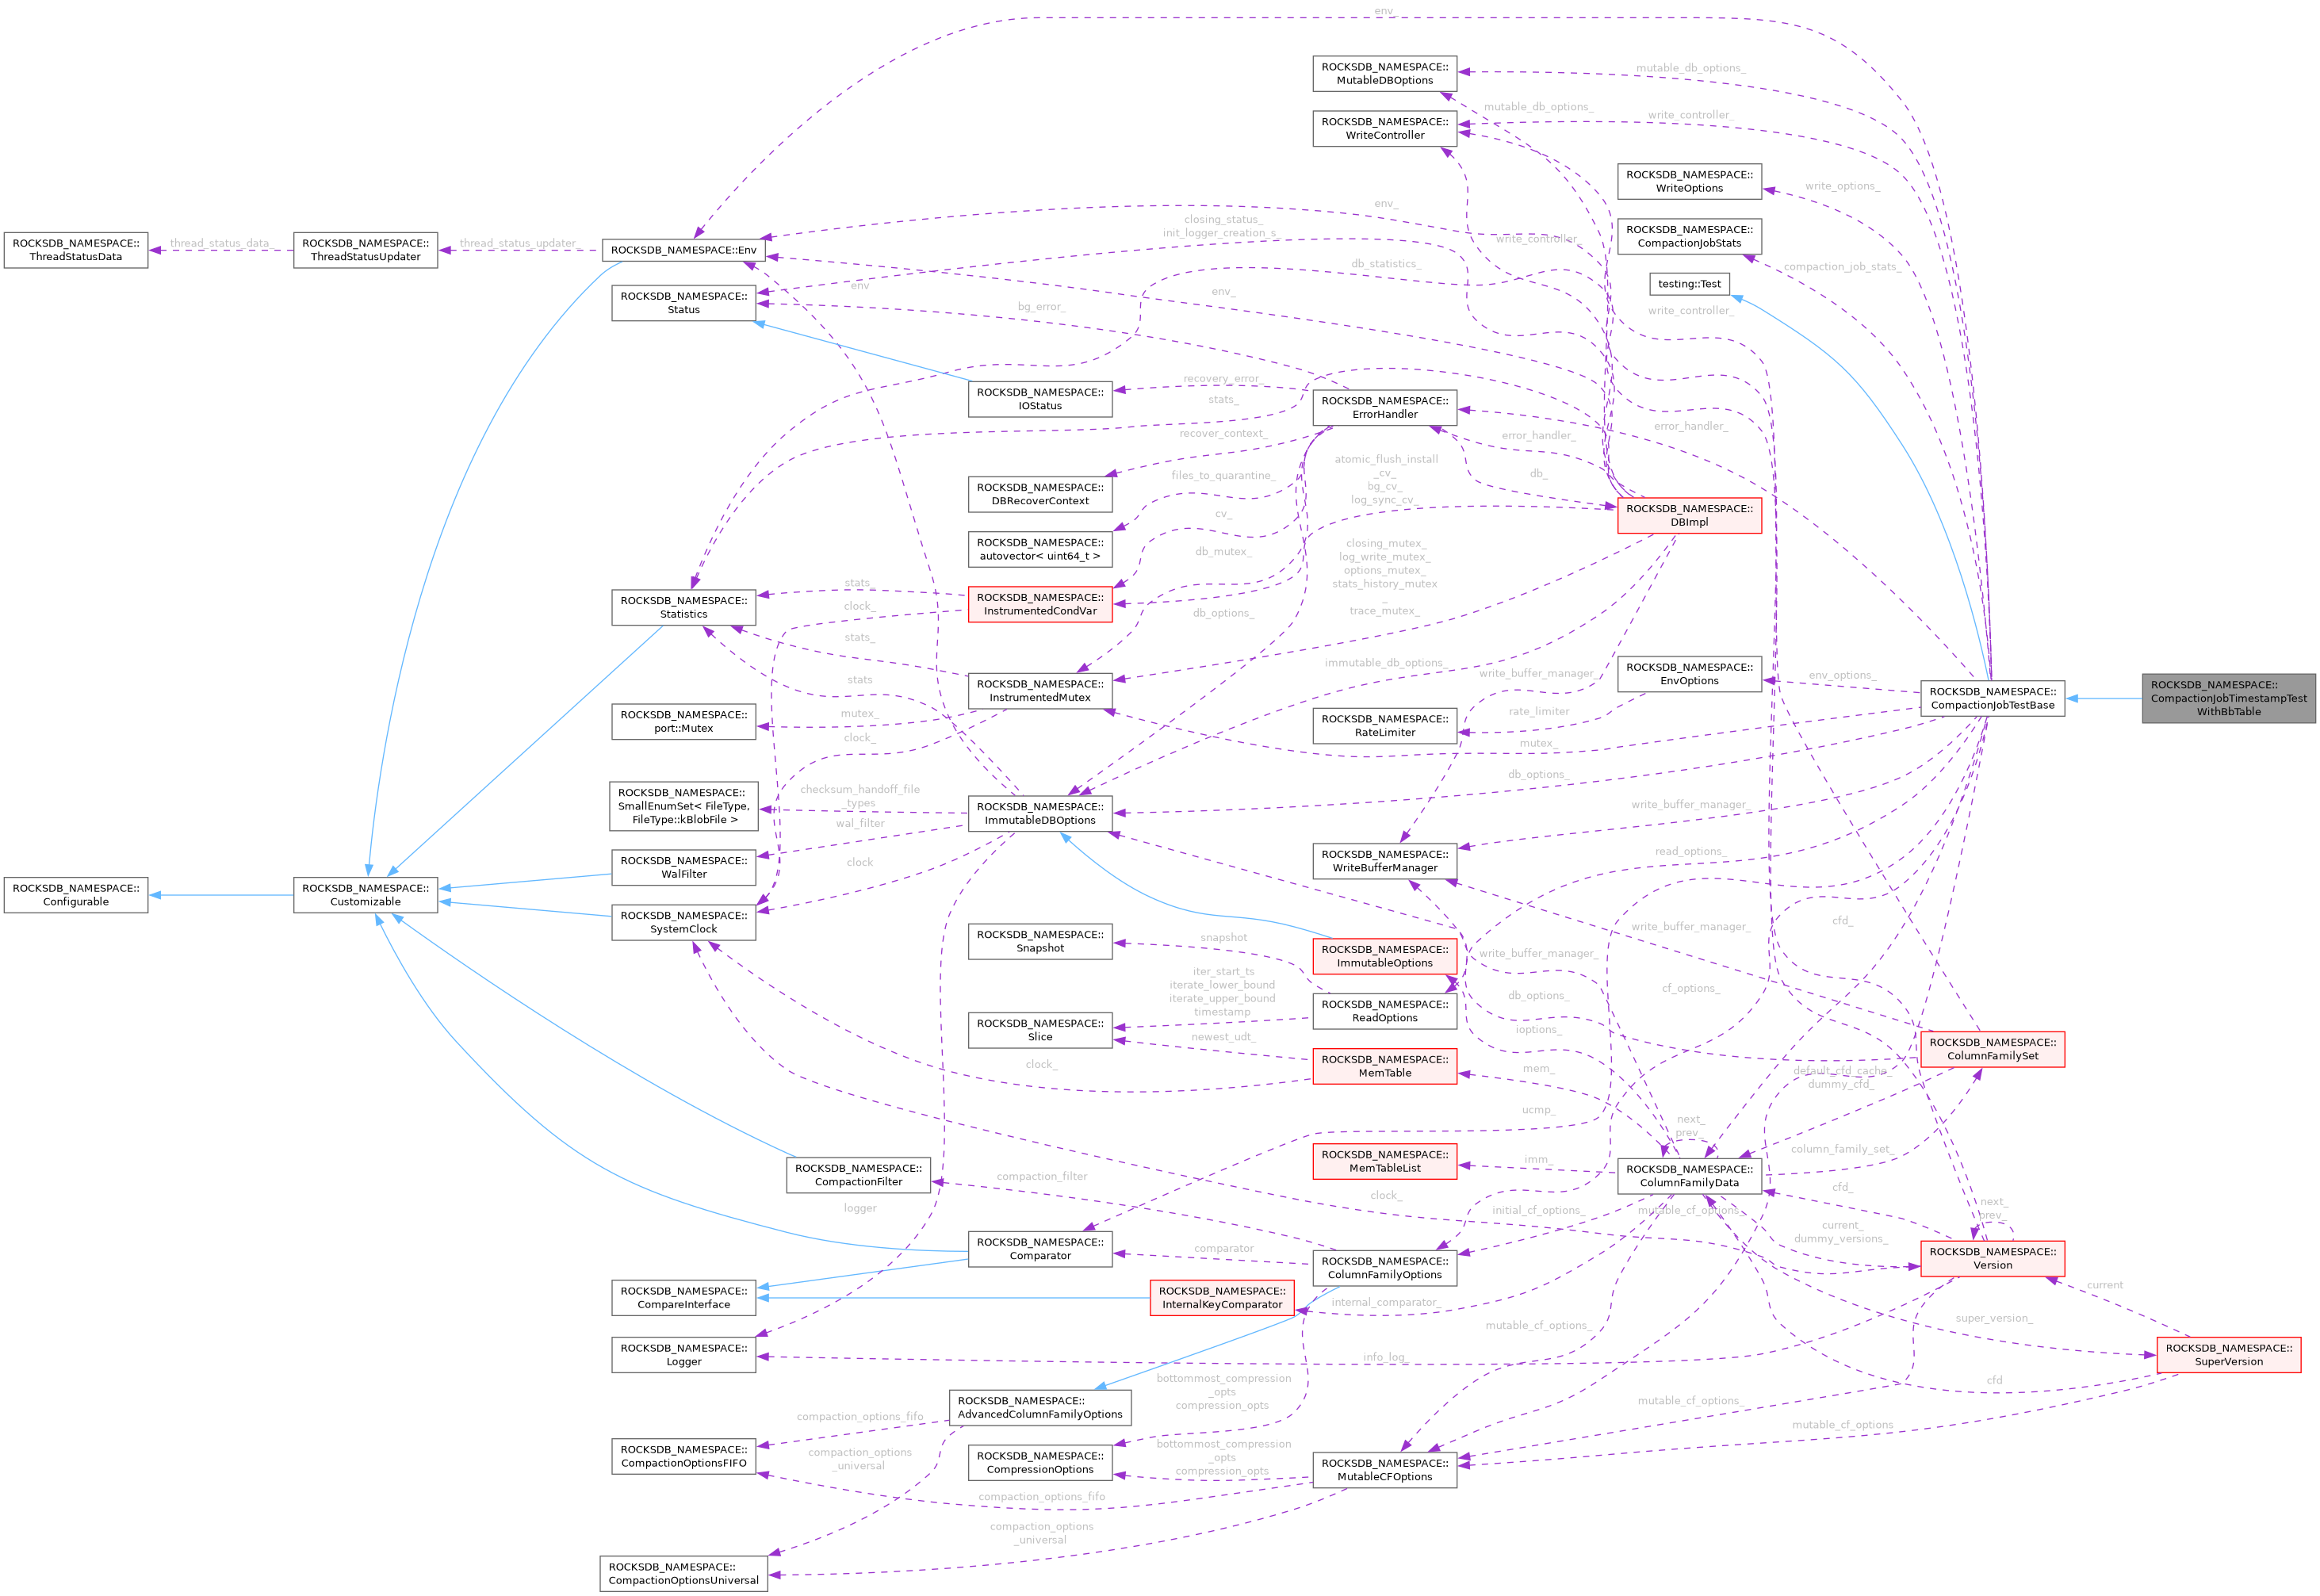 env_
ROCKSDB_NAMESPACE::
MutableDBOptions
mutable_db_options_
mutable_db_options_
ROCKSDB_NAMESPACE::
WriteController
write_controller_
ROCKSDB_NAMESPACE::
WriteOptions
write_options_
ROCKSDB_NAMESPACE::
CompactionJobStats
compaction_job_stats_
testing::Test
env_
closing_status_
init_logger_creation_s_
write_controller_
ROCKSDB_NAMESPACE::
ThreadStatusData
thread_status_data_
ROCKSDB_NAMESPACE::
ThreadStatusUpdater
thread_status_updater_
ROCKSDB_NAMESPACE::Env
db_statistics_
env
env_
ROCKSDB_NAMESPACE::
Status
bg_error_
write_controller_
recovery_error_
ROCKSDB_NAMESPACE::
IOStatus
stats_
ROCKSDB_NAMESPACE::
ErrorHandler
error_handler_
error_handler_
recover_context_
atomic_flush_install
_cv_
bg_cv_
log_sync_cv_
db_
files_to_quarantine_
ROCKSDB_NAMESPACE::
DBRecoverContext
cv_
ROCKSDB_NAMESPACE::
DBImpl
ROCKSDB_NAMESPACE::
autovector< uint64_t >
db_mutex_
closing_mutex_
log_write_mutex_
options_mutex_
stats_history_mutex
_
trace_mutex_
ROCKSDB_NAMESPACE::
Statistics
stats_
clock_
stats_
ROCKSDB_NAMESPACE::
InstrumentedCondVar
db_options_
immutable_db_options_
write_buffer_manager_
ROCKSDB_NAMESPACE::
EnvOptions
env_options_
stats
ROCKSDB_NAMESPACE::
InstrumentedMutex
ROCKSDB_NAMESPACE::
CompactionJobTestBase
ROCKSDB_NAMESPACE::
CompactionJobTimestampTest
WithBbTable
ROCKSDB_NAMESPACE::
port::Mutex
mutex_
clock_
ROCKSDB_NAMESPACE::
RateLimiter
rate_limiter
mutex_
db_options_
ROCKSDB_NAMESPACE::
SmallEnumSet< FileType,
FileType::kBlobFile >
checksum_handoff_file
_types
wal_filter
ROCKSDB_NAMESPACE::
ImmutableDBOptions
write_buffer_manager_
ROCKSDB_NAMESPACE::
WalFilter
clock
ROCKSDB_NAMESPACE::
WriteBufferManager
read_options_
ROCKSDB_NAMESPACE::
Configurable
ROCKSDB_NAMESPACE::
Customizable
ROCKSDB_NAMESPACE::
SystemClock
ROCKSDB_NAMESPACE::
Snapshot
snapshot
ROCKSDB_NAMESPACE::
ImmutableOptions
write_buffer_manager_
write_buffer_manager_
cfd_
iter_start_ts
iterate_lower_bound
iterate_upper_bound
timestamp
ROCKSDB_NAMESPACE::
ReadOptions
db_options_
cf_options_
ROCKSDB_NAMESPACE::
Slice
newest_udt_
ioptions_
ROCKSDB_NAMESPACE::
ColumnFamilySet
clock_
ROCKSDB_NAMESPACE::
MemTable
mem_
default_cfd_cache_
dummy_cfd_
ucmp_
next_
prev_
ROCKSDB_NAMESPACE::
MemTableList
imm_
column_family_set_
ROCKSDB_NAMESPACE::
CompactionFilter
compaction_filter
clock_
ROCKSDB_NAMESPACE::
ColumnFamilyData
cfd_
logger
initial_cf_options_
mutable_cf_options_
current_
dummy_versions_
next_
prev_
ROCKSDB_NAMESPACE::
Comparator
comparator
ROCKSDB_NAMESPACE::
ColumnFamilyOptions
ROCKSDB_NAMESPACE::
Version
ROCKSDB_NAMESPACE::
CompareInterface
ROCKSDB_NAMESPACE::
InternalKeyComparator
internal_comparator_
current
mutable_cf_options_
super_version_
ROCKSDB_NAMESPACE::
Logger
info_log_
ROCKSDB_NAMESPACE::
SuperVersion
bottommost_compression
_opts
compression_opts
cfd
ROCKSDB_NAMESPACE::
AdvancedColumnFamilyOptions
compaction_options_fifo
mutable_cf_options_
mutable_cf_options
ROCKSDB_NAMESPACE::
CompactionOptionsFIFO
compaction_options
_universal
ROCKSDB_NAMESPACE::
CompressionOptions
bottommost_compression
_opts
compression_opts
ROCKSDB_NAMESPACE::
MutableCFOptions
compaction_options_fifo
compaction_options
_universal
ROCKSDB_NAMESPACE::
CompactionOptionsUniversal